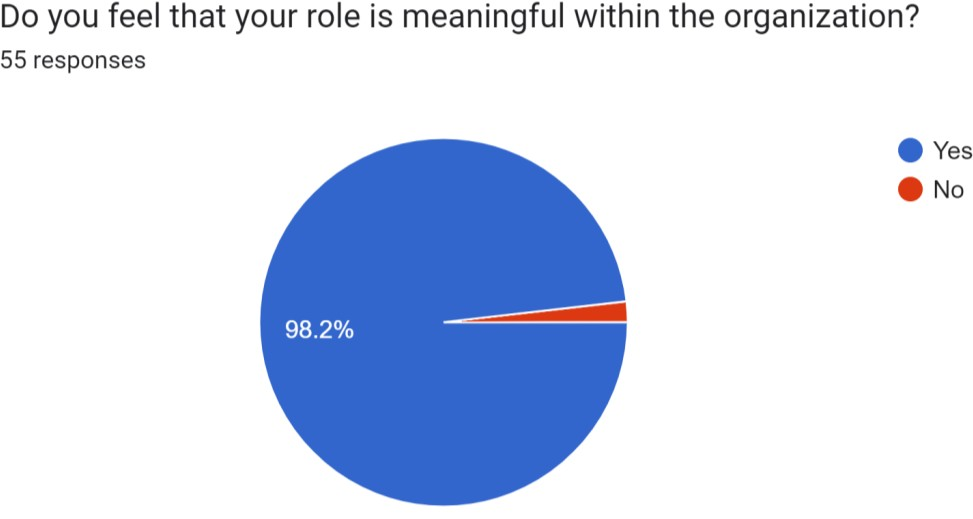 Do you feel that your role is meaningful within the organization?
55 responses
Yes
No
98.2%